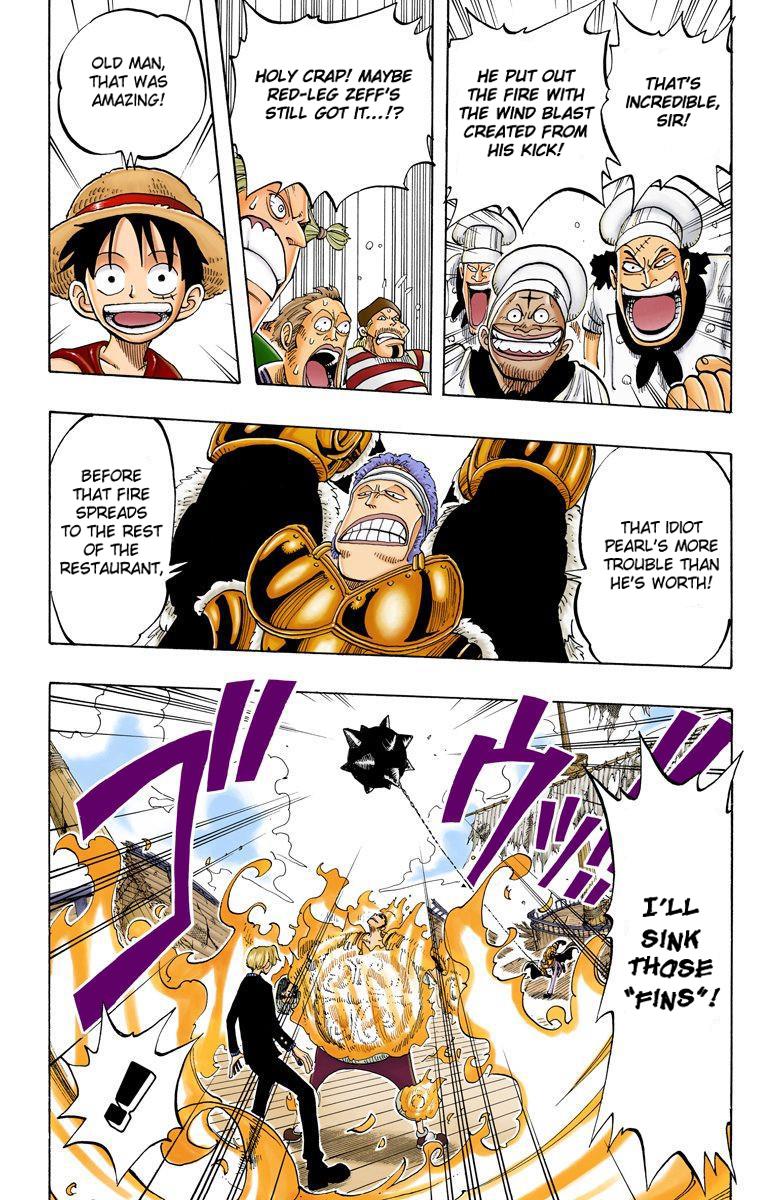 THAT'S
INCREDIBLE,
SIR!
HE PUT OUT
THE FIRE WITH
THE WIND BLAST
CREATED FROM
HIS KICK!
HOLY CRAP! MAYBE
RED-LEG ZEFF'S
STILL GOT IT...!?
OLD MAN,
THAT WAS
AMAZING!
THAT IDIOT
PEARL'S MORE
TROUBLE THAN
HE'S WORTH!
BEFORE
THAT FIRE
SPREADS
TO THE REST
OF THE
RESTAURANT,
I'LL
SINK
THOSE
"FINS"!
ブウッ!!
!